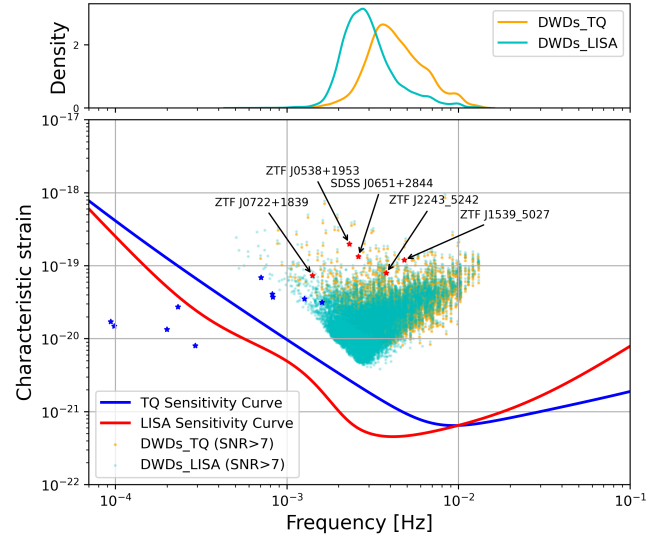 Density
2
0
DWDs_TQ
DWDs_LISA
10⁻¹⁷
10⁻¹⁸
10⁻¹⁹
10⁻²⁰
10⁻²¹
10⁻²²
Characteristic strain
ZTF J0538+1953
SDSS J0651+2844
ZTF J0722+1839
ZTF J2243_5242
ZTF J1539_5027
TQ Sensitivity Curve
LISA Sensitivity Curve
DWDs_TQ (SNR>7)
DWDs_LISA (SNR>7)
10⁻⁴
10⁻³
10⁻²
10⁻¹
Frequency [Hz]